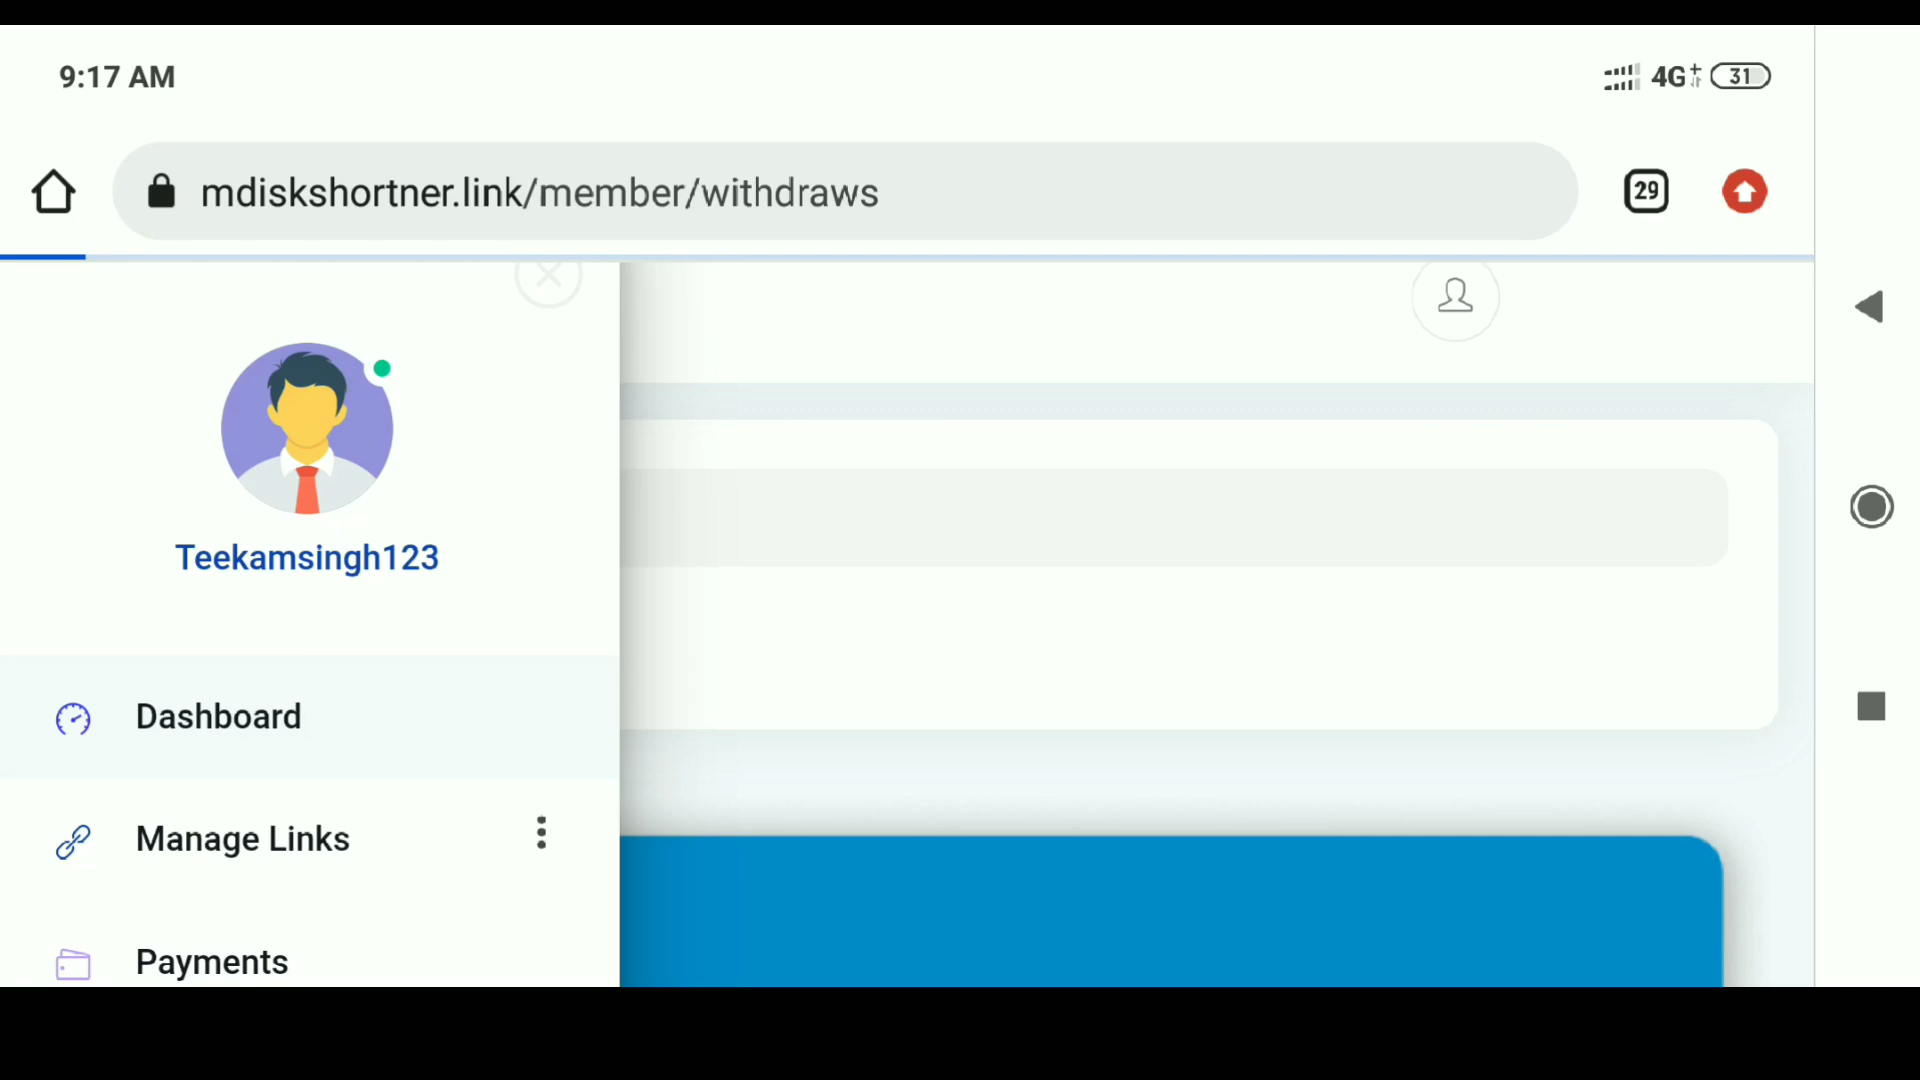 9:17 AM
4G+
31
mdiskshortner.link/member/withdraws
29
Teekamsingh123
Dashboard
Manage Links
Payments